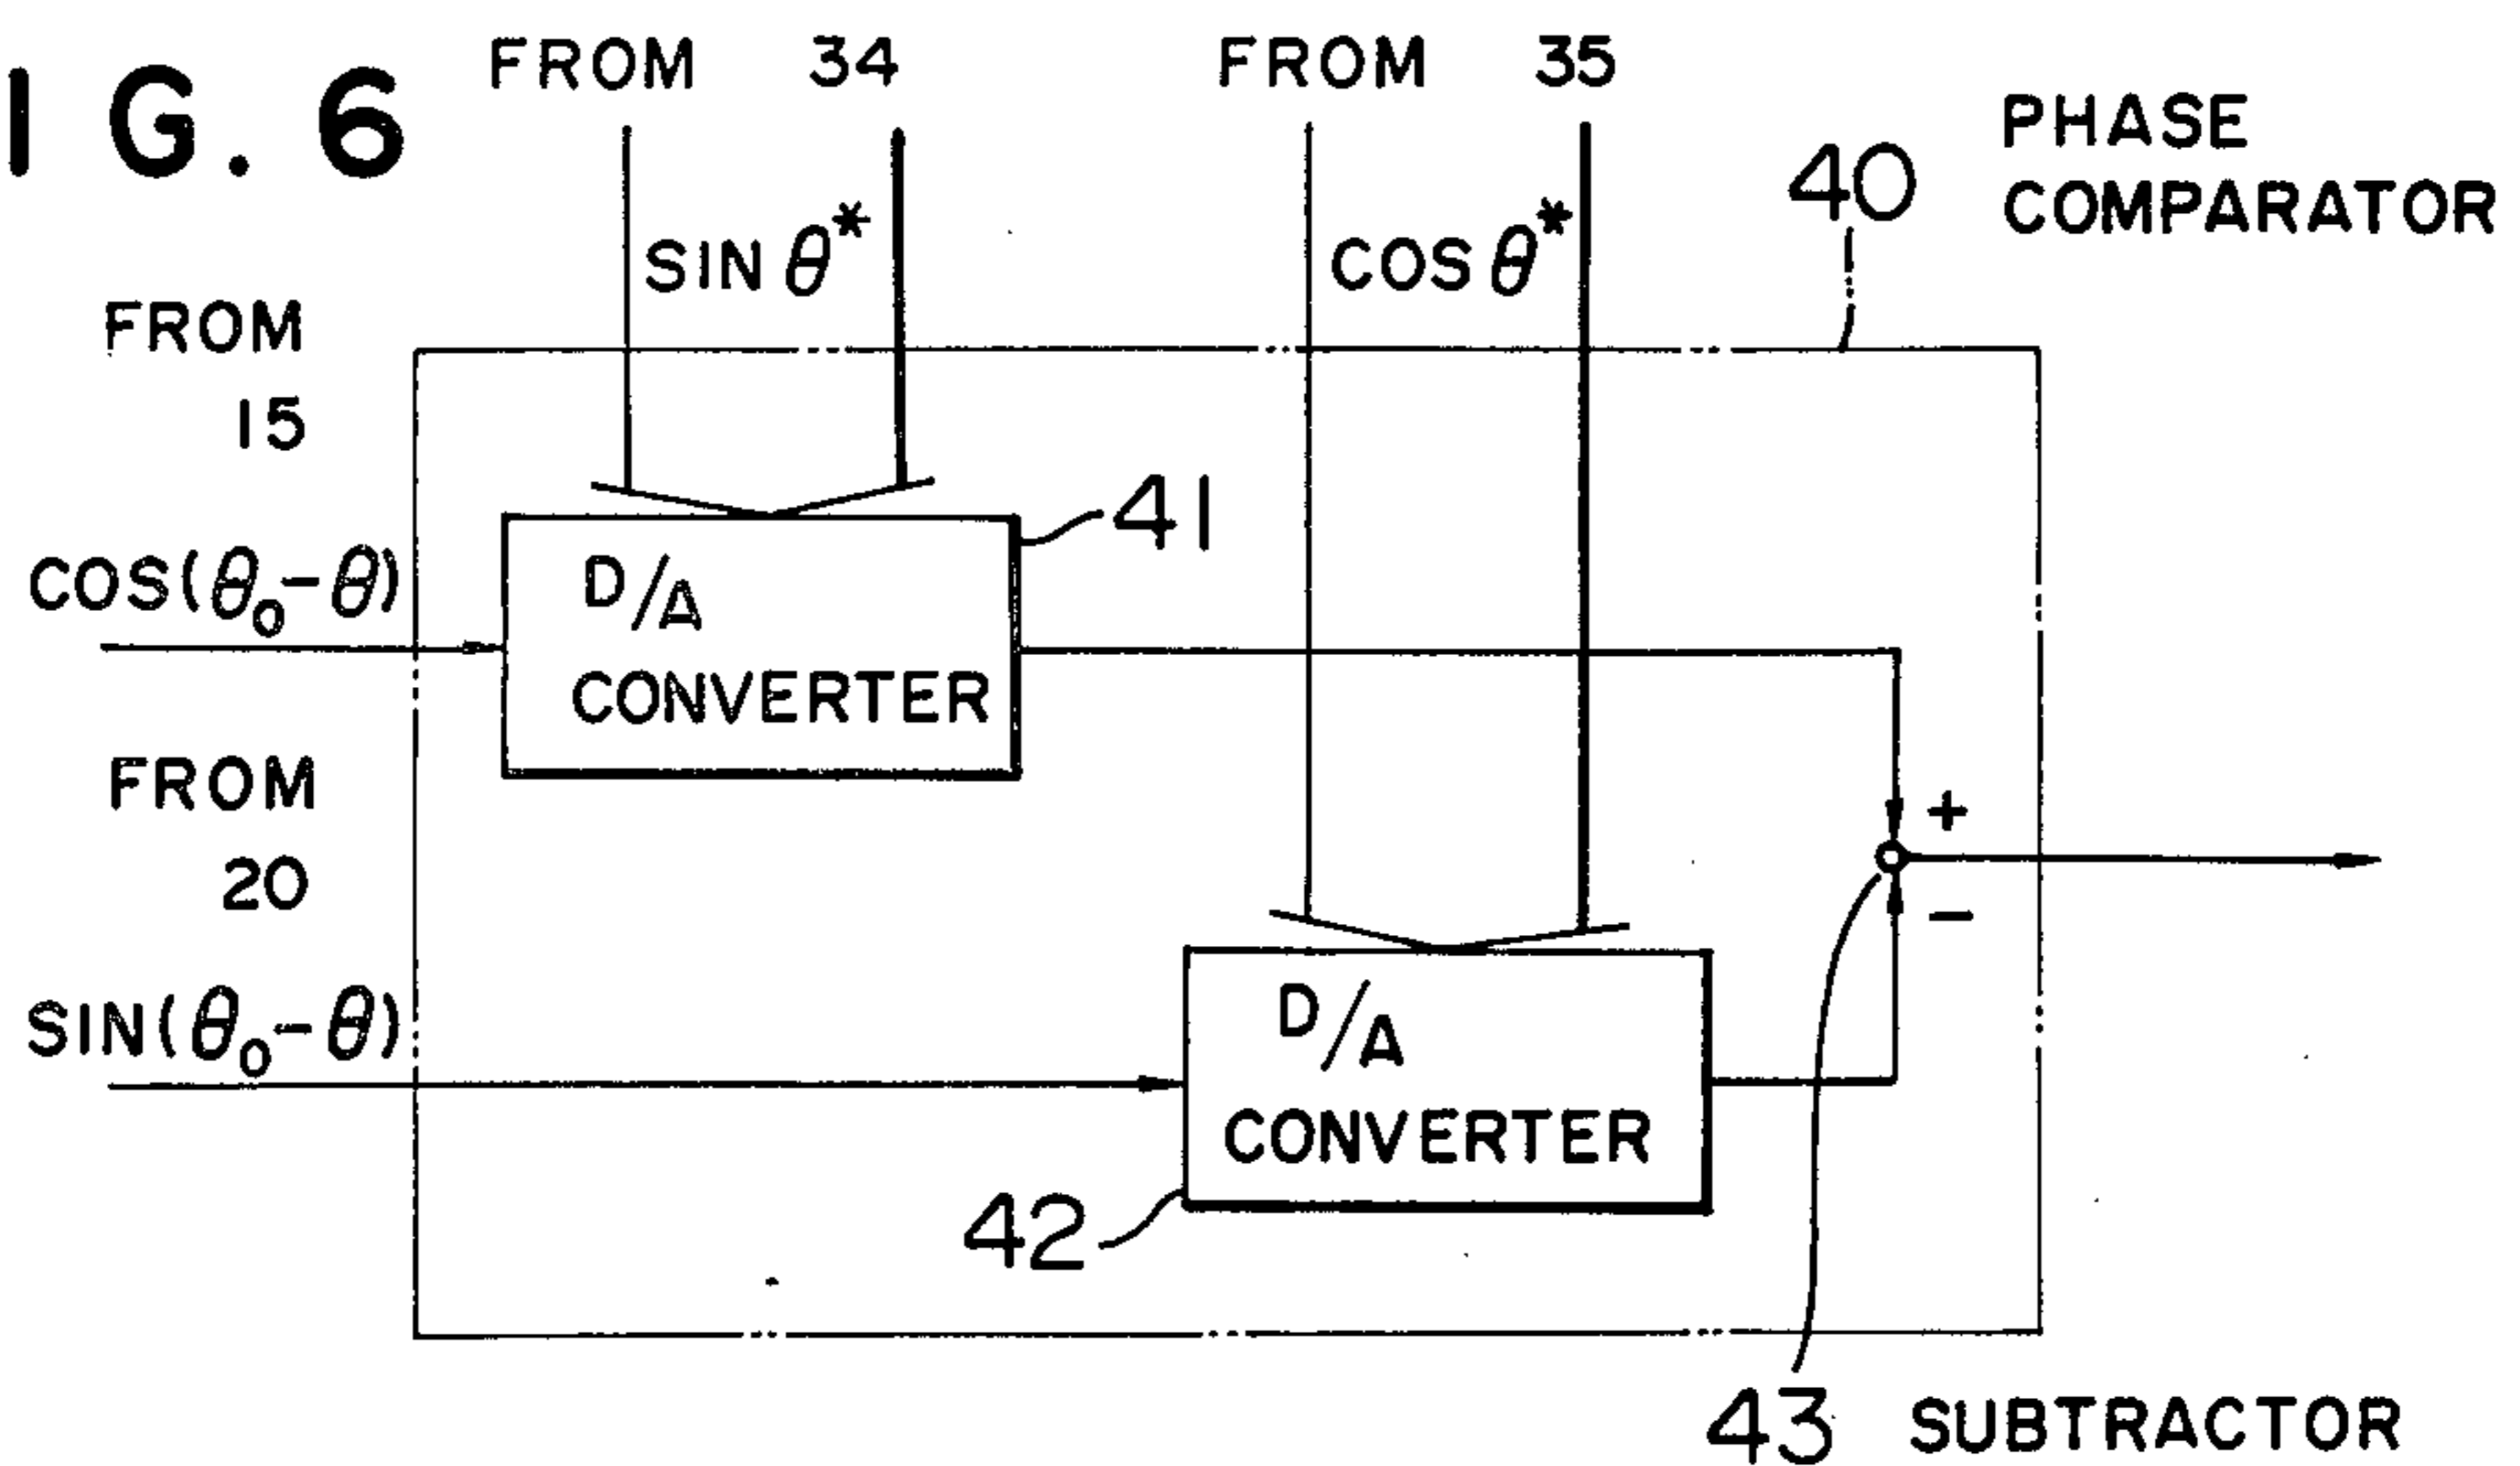 IG. 6
FROM 34
FROM 35
PHASE
COMPARATOR
40
SIN θ*
COS θ*
FROM
15
41
COS(θ₀-θ)
D/A
CONVERTER
FROM
20
+
-
SIN(θ₀-θ)
D/A
CONVERTER
42
43 SUBTRACTOR